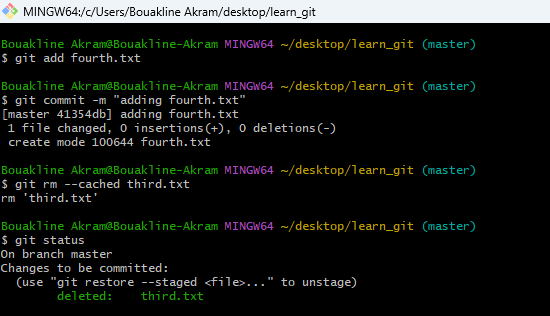 MINGW64:/c/Users/Bouakline Akram/desktop/learn_git
Bouakline Akram@Bouakline-Akram MINGW64 ~/desktop/learn_git (master)
$ git add fourth.txt
Bouakline Akram@Bouakline-Akram MINGW64 ~/desktop/learn_git (master)
$ git commit -m "adding fourth.txt"
[master 41354db] adding fourth.txt
 1 file changed, 0 insertions(+), 0 deletions(-)
 create mode 100644 fourth.txt
Bouakline Akram@Bouakline-Akram MINGW64 ~/desktop/learn_git (master)
$ git rm --cached third.txt
rm 'third.txt'
Bouakline Akram@Bouakline-Akram MINGW64 ~/desktop/learn_git (master)
$ git status
On branch master
Changes to be committed:
  (use "git restore --staged <file>..." to unstage)
        deleted:    third.txt